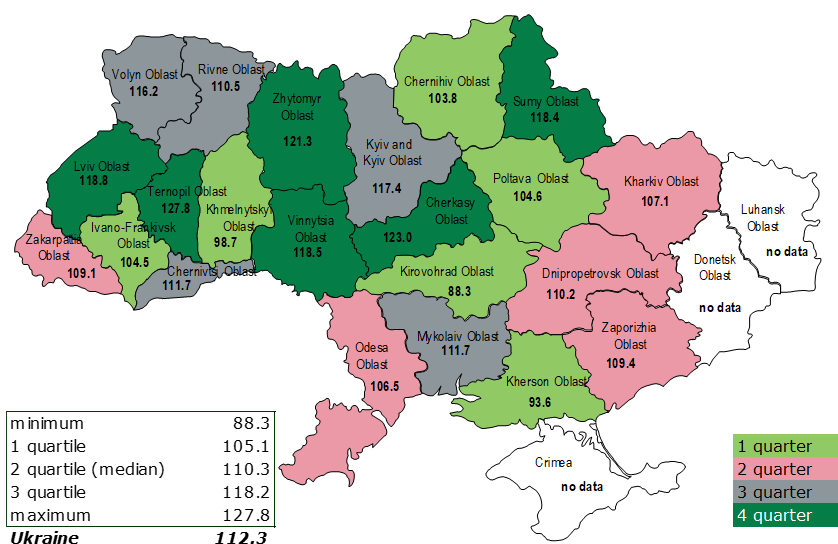 Volyn Oblast
116.2
Rivne Oblast
110.5
Zhytomyr
Oblast
121.3
Chernihiv Oblast
103.8
Sumy Oblast
118.4
Kyiv and
Kyiv Oblast
117.4
Lviv Oblast
118.8
Ternopil Oblast
127.8
Khmelnytskyi
Oblast
98.7
Vinnytsia
Oblast
118.5
Cherkasy
Oblast
123.0
Poltava Oblast
104.6
Kharkiv Oblast
107.1
Luhansk
Oblast
no data
Zakarpattia
Oblast
109.1
Ivano-Frankivsk
Oblast
104.5
Chernivtsi Oblast
111.7
Kirovohrad Oblast
88.3
Dnipropetrovsk Oblast
110.2
Donetsk
Oblast
no data
Odesa
Oblast
106.5
Mykolaiv Oblast
111.7
Zaporizhia
Oblast
109.4
Kherson Oblast
93.6
Crimea
no data
minimum 88.3
1 quartile 105.1
2 quartile (median) 110.3
3 quartile 118.2
maximum 127.8
Ukraine 112.3
1 quarter
2 quarter
3 quarter
4 quarter